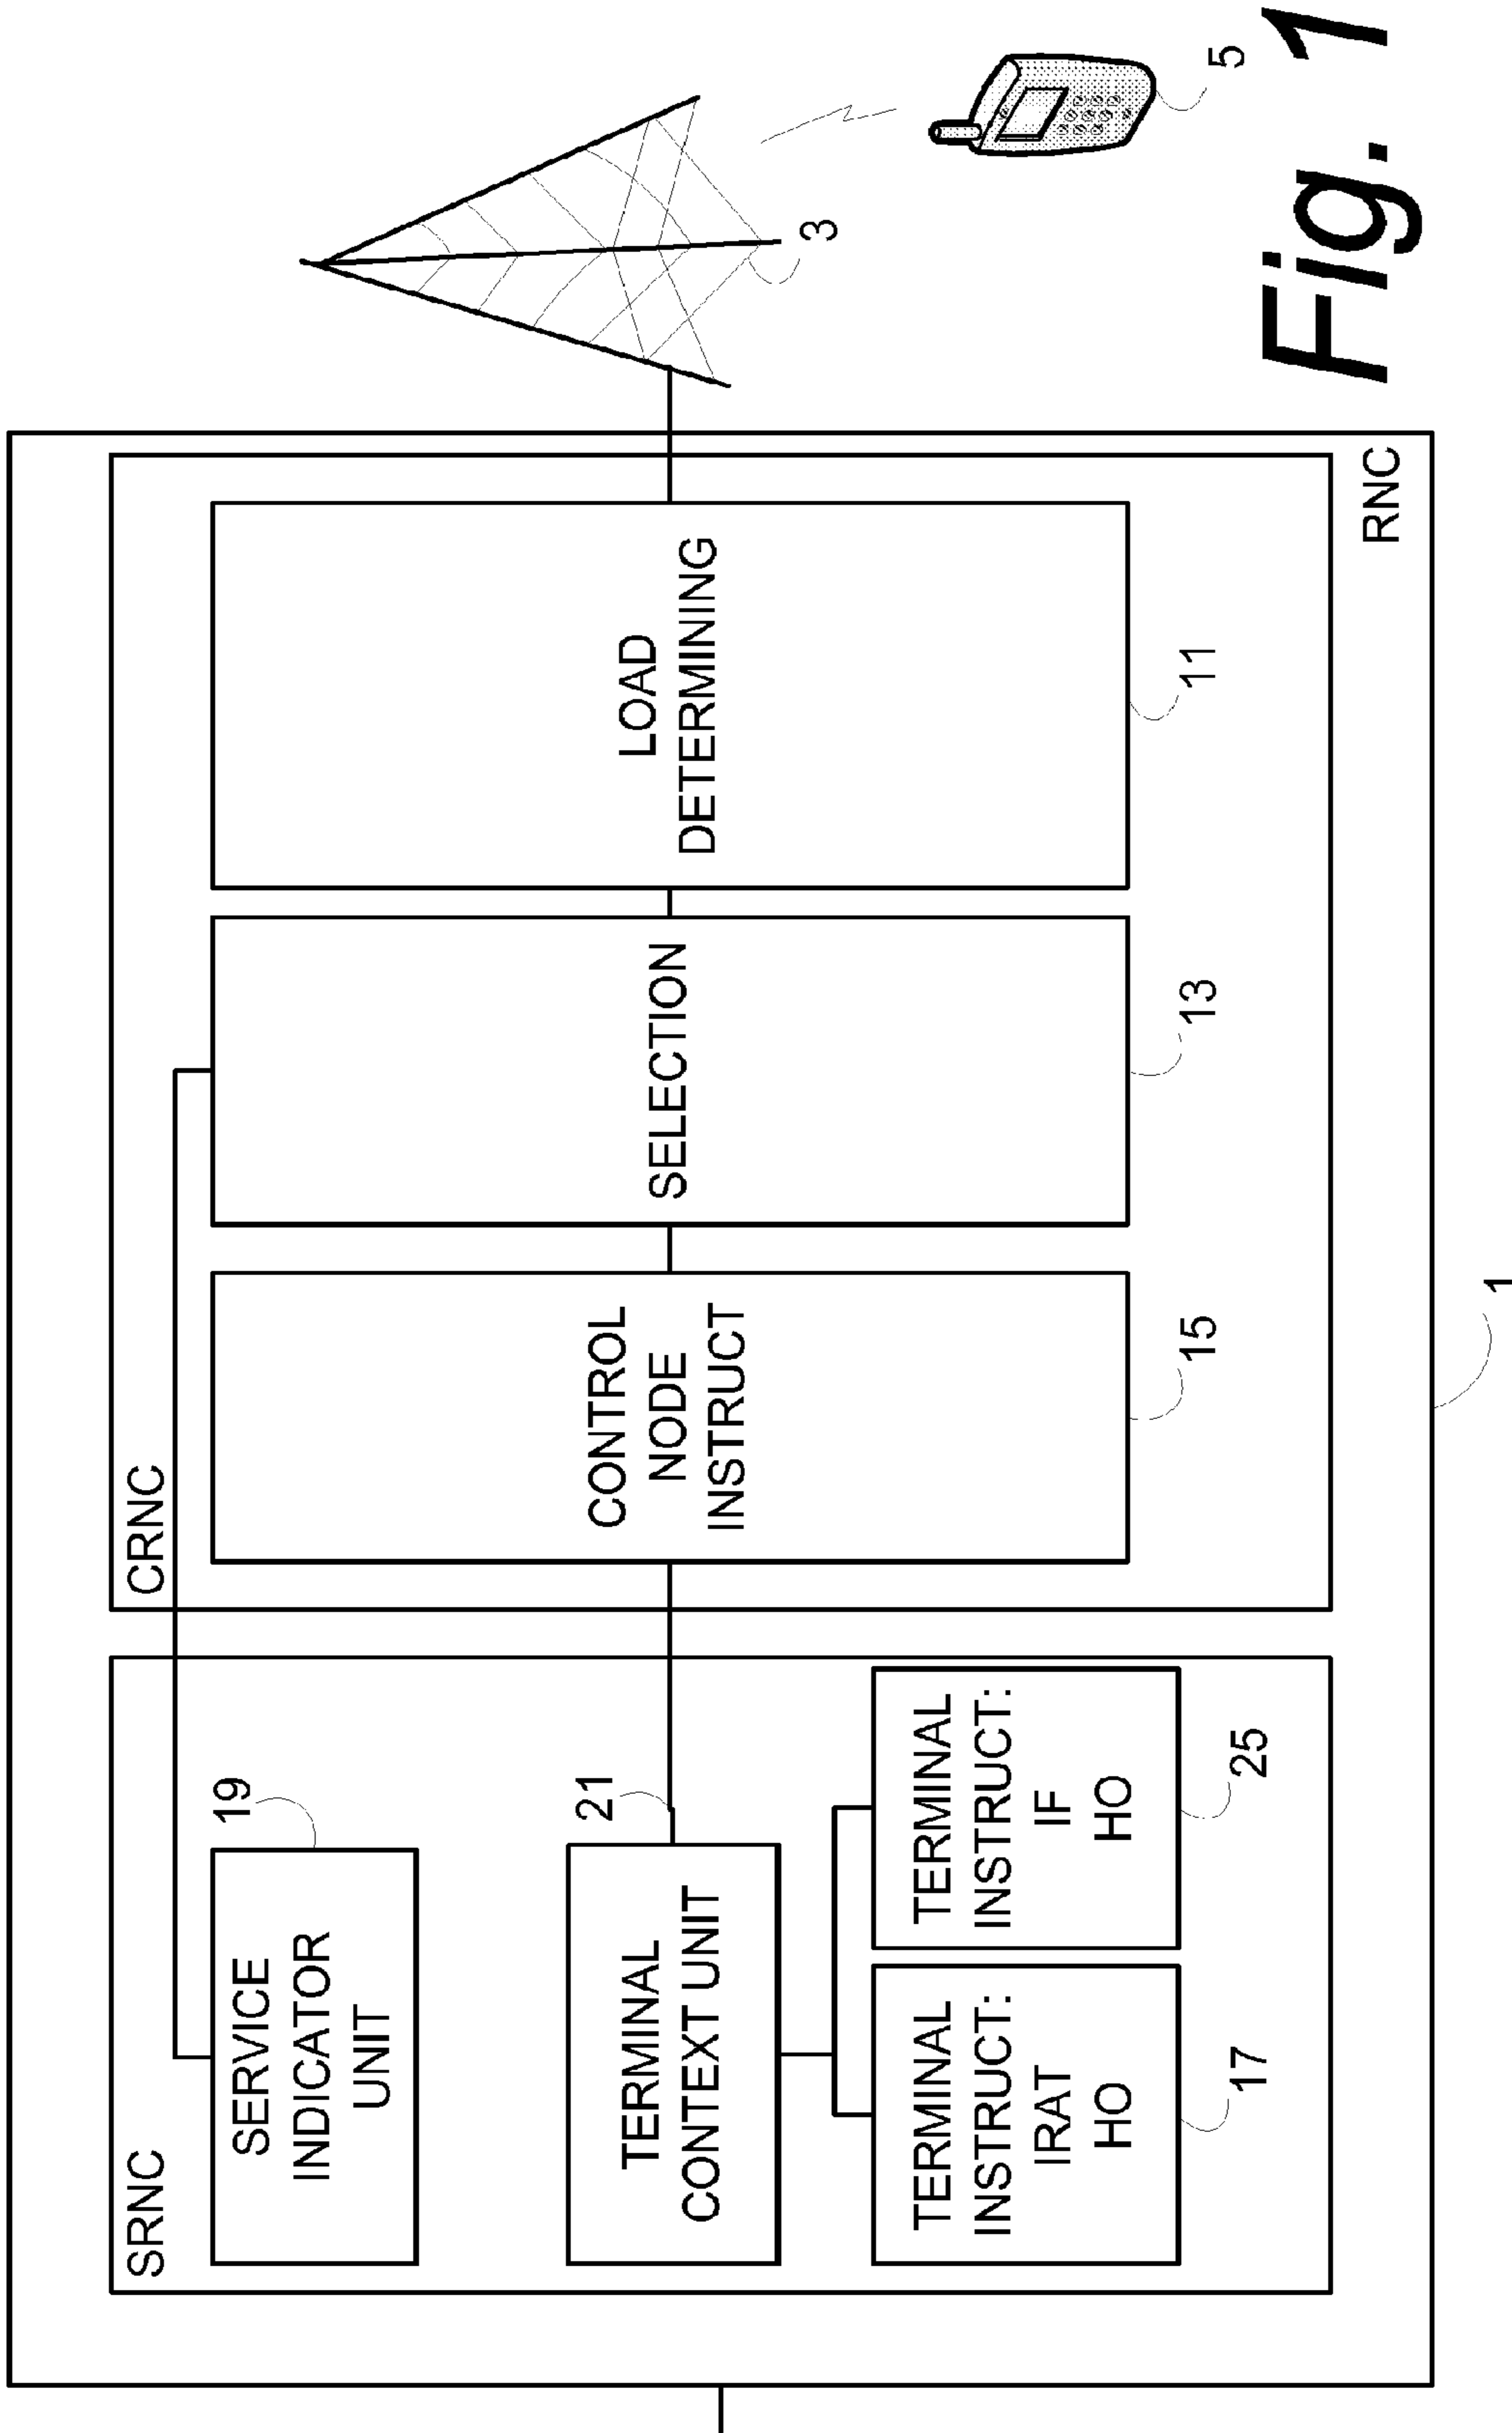 SRNC
SERVICE
INDICATOR
UNIT
19
TERMINAL
CONTEXT UNIT
21
TERMINAL
INSTRUCT:
IRAT
HO
17
TERMINAL
INSTRUCT:
IF
HO
25
CRNC
CONTROL
NODE
INSTRUCT
15
SELECTION
13
LOAD
DETERMINING
11
RNC
1
3
5
Fig. 1